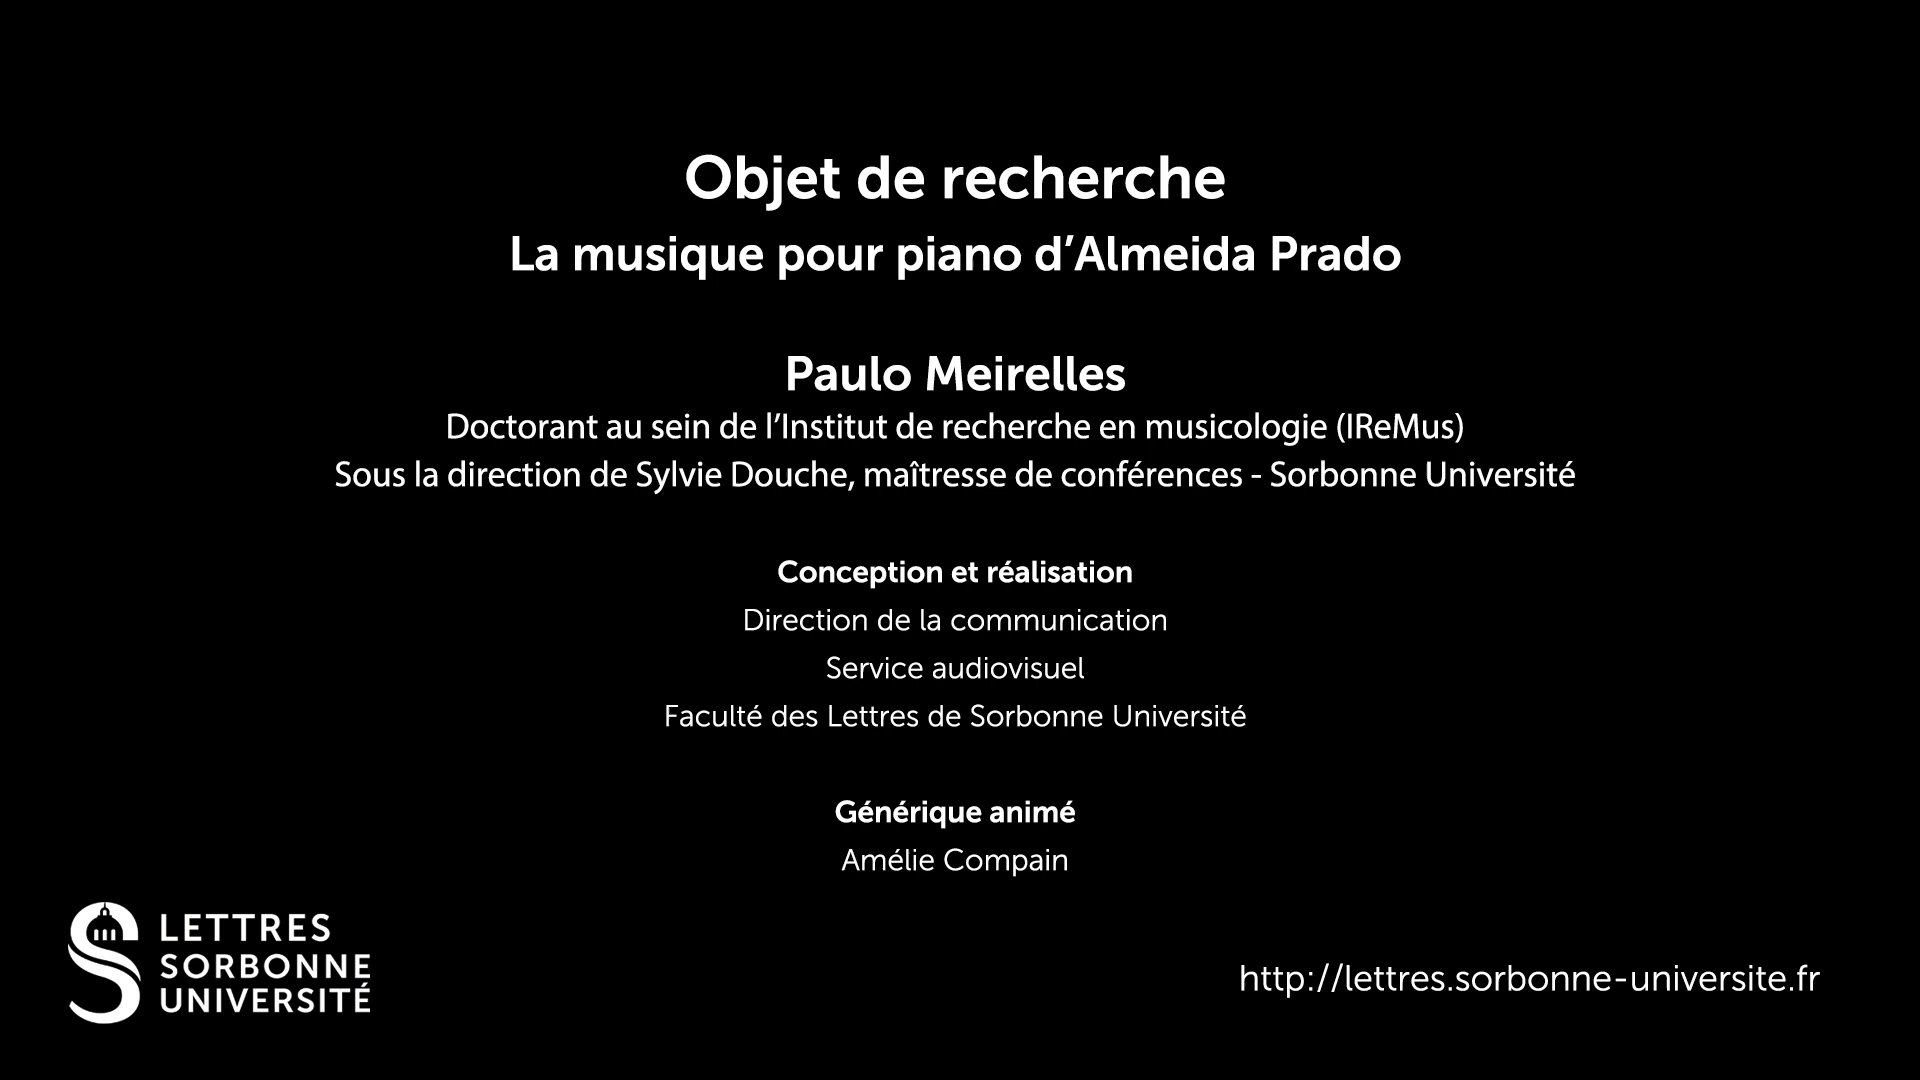 Objet de recherche
La musique pour piano d’Almeida Prado
Paulo Meirelles
Doctorant au sein de l’Institut de recherche en musicologie (IReMus)
Sous la direction de Sylvie Douche, maîtresse de conférences - Sorbonne Université
Conception et réalisation
Direction de la communication
Service audiovisuel
Faculté des Lettres de Sorbonne Université
Générique animé
Amélie Compain
LETTRES
SORBONNE
UNIVERSITÉ
http://lettres.sorbonne-universite.fr